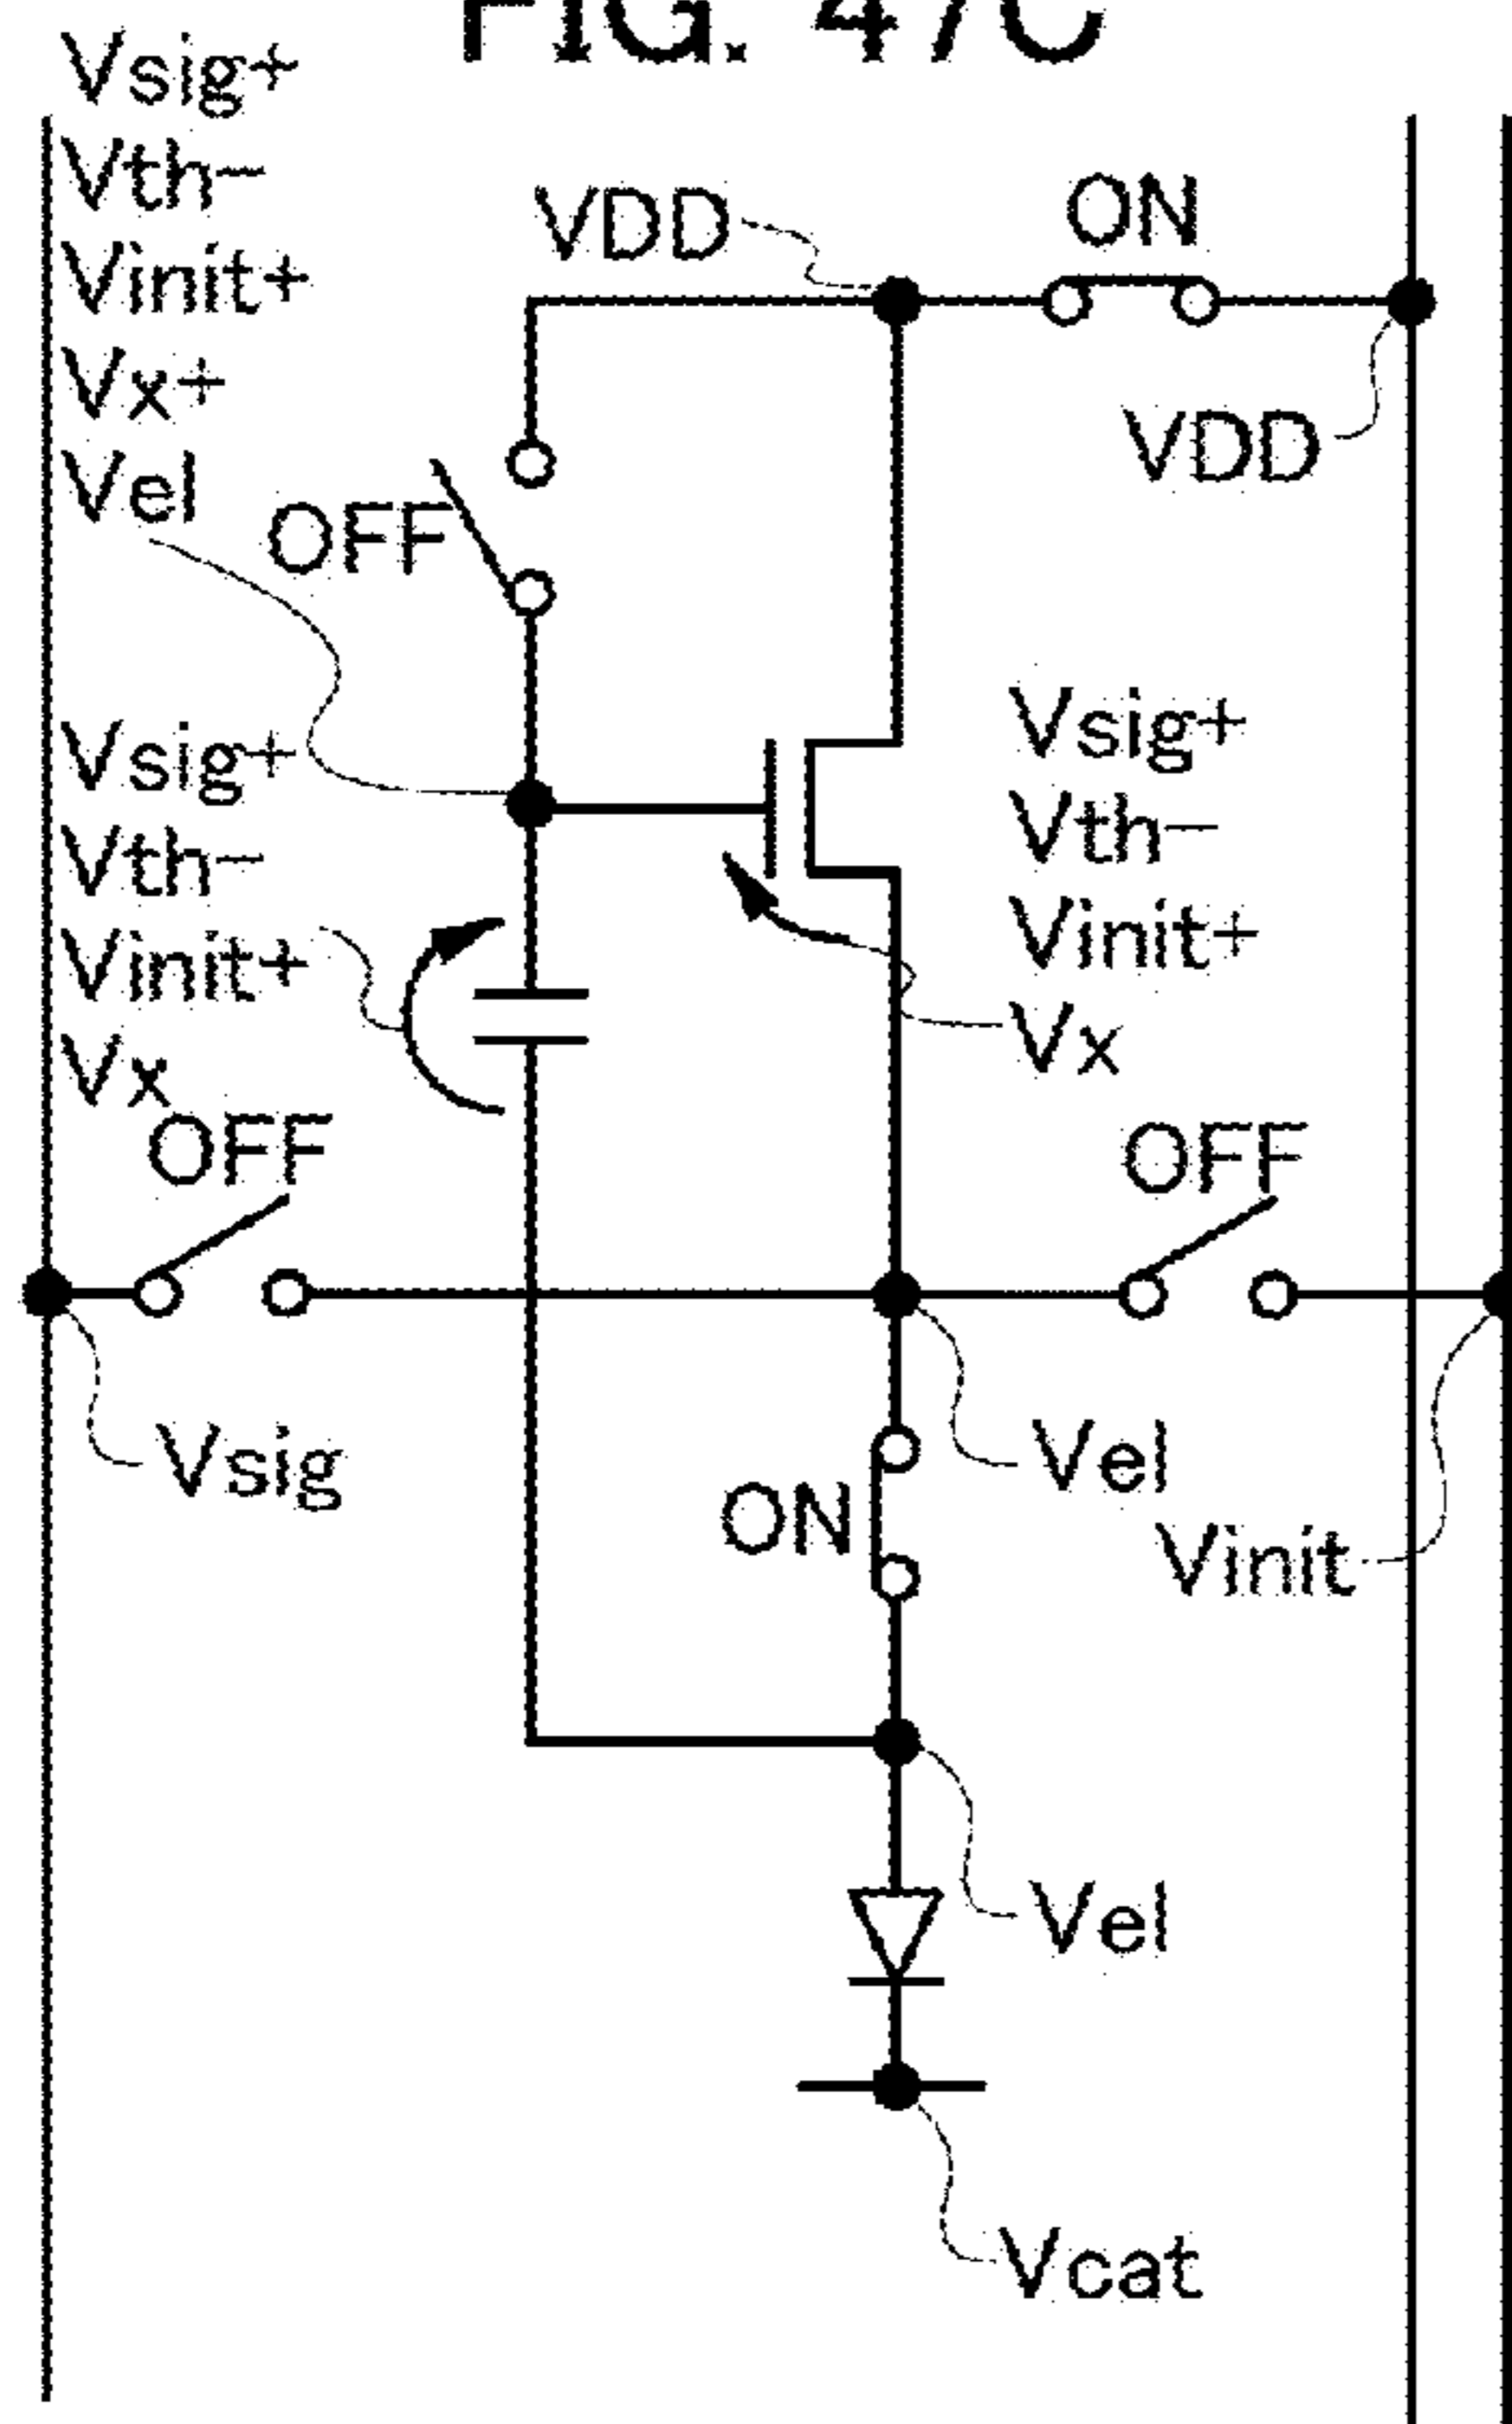 FIG. 47C
Vsig+
Vth−
Vinit+
Vx+
Vel
VDD
ON
VDD
OFF
Vsig+
Vth−
Vinit+
Vx
Vsig+
Vth−
Vinit+
Vx
OFF
OFF
Vsig
Vel
ON
Vinit
Vel
Vcat